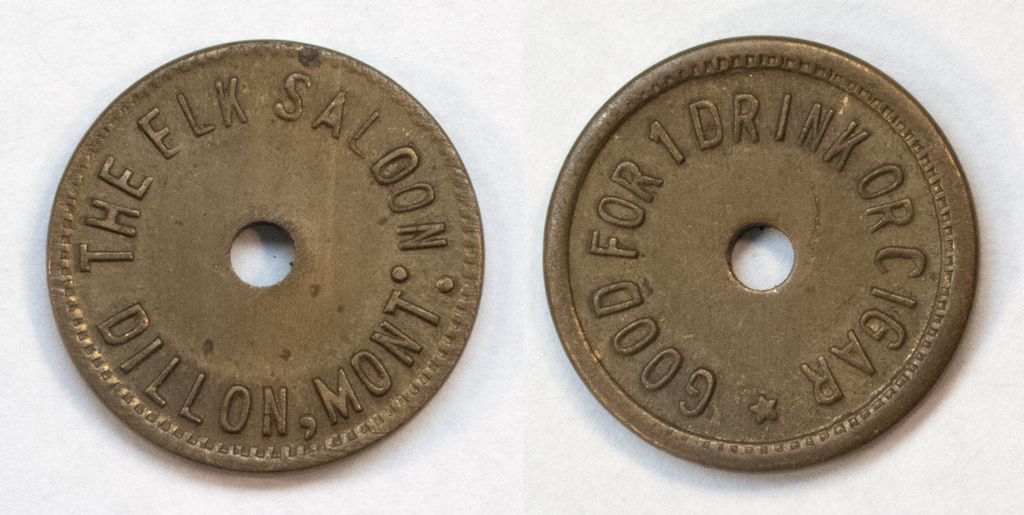 THE ELK SALOON.
DILLON, MONT.
GOOD FOR 1 DRINK OR CIGAR